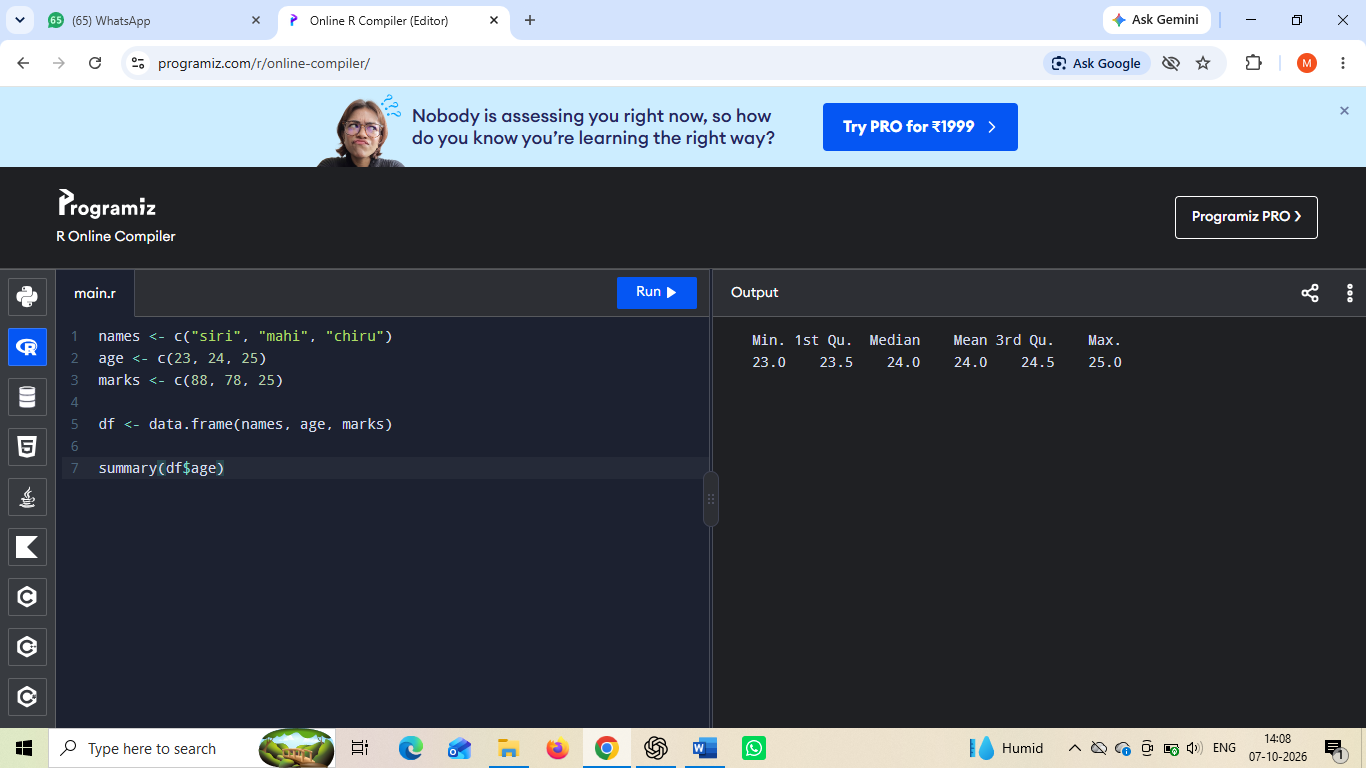 65
(65) WhatsApp
Online R Compiler (Editor)
Ask Gemini
programiz.com/r/online-compiler/
Ask Google
M
Nobody is assessing you right now, so how
do you know you're learning the right way?
Try PRO for ₹1999
Programiz
R Online Compiler
Programiz PRO
main.r
Run
Output
1 names <- c("siri", "mahi", "chiru")
2 age <- c(23, 24, 25)
3 marks <- c(88, 78, 25)
4
5 df <- data.frame(names, age, marks)
6
7 summary(df$age)
Min. 1st Qu. Median Mean 3rd Qu. Max.
23.0 23.5 24.0 24.0 24.5 25.0
Type here to search
Humid
ENG
14:08
07-10-2026
1